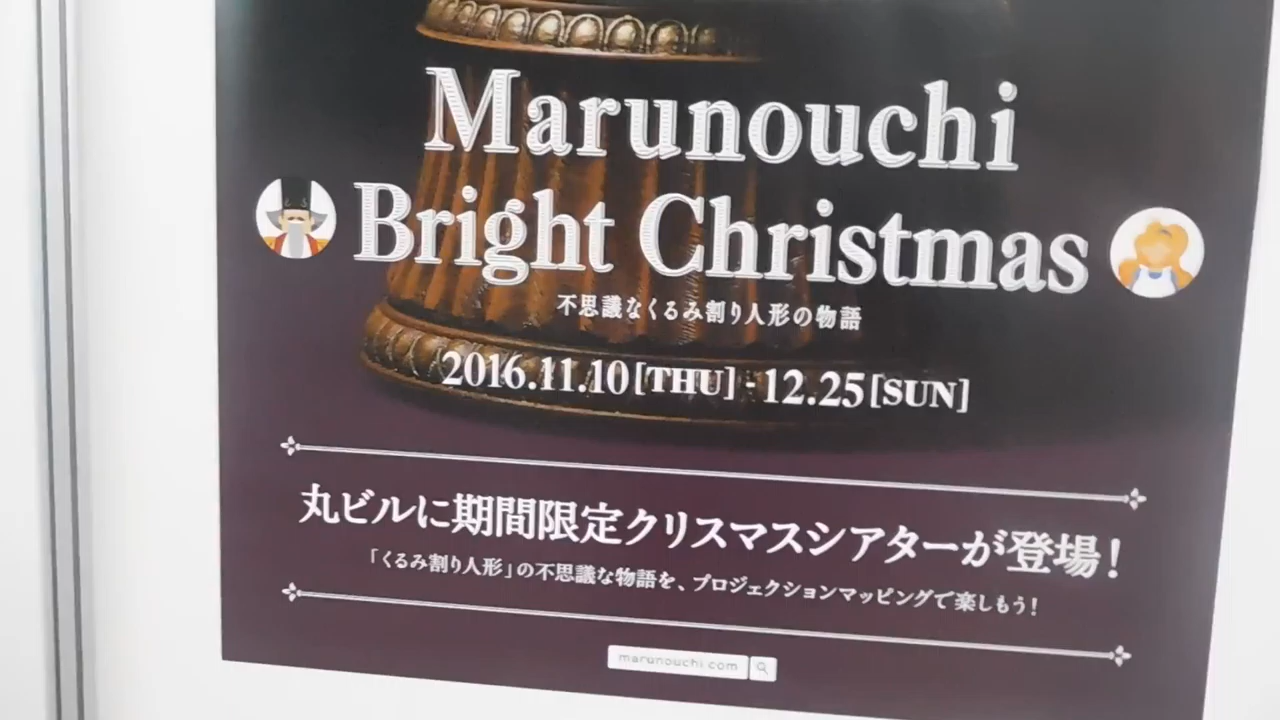 Marunouchi
Bright Christmas
不思議なくるみ割り人形の物語
2016.11.10[THU] - 12.25[SUN]
丸ビルに期間限定クリスマスシアターが登場！
「くるみ割り人形」の不思議な物語を、プロジェクションマッピングで楽しもう！
marunouchi.com